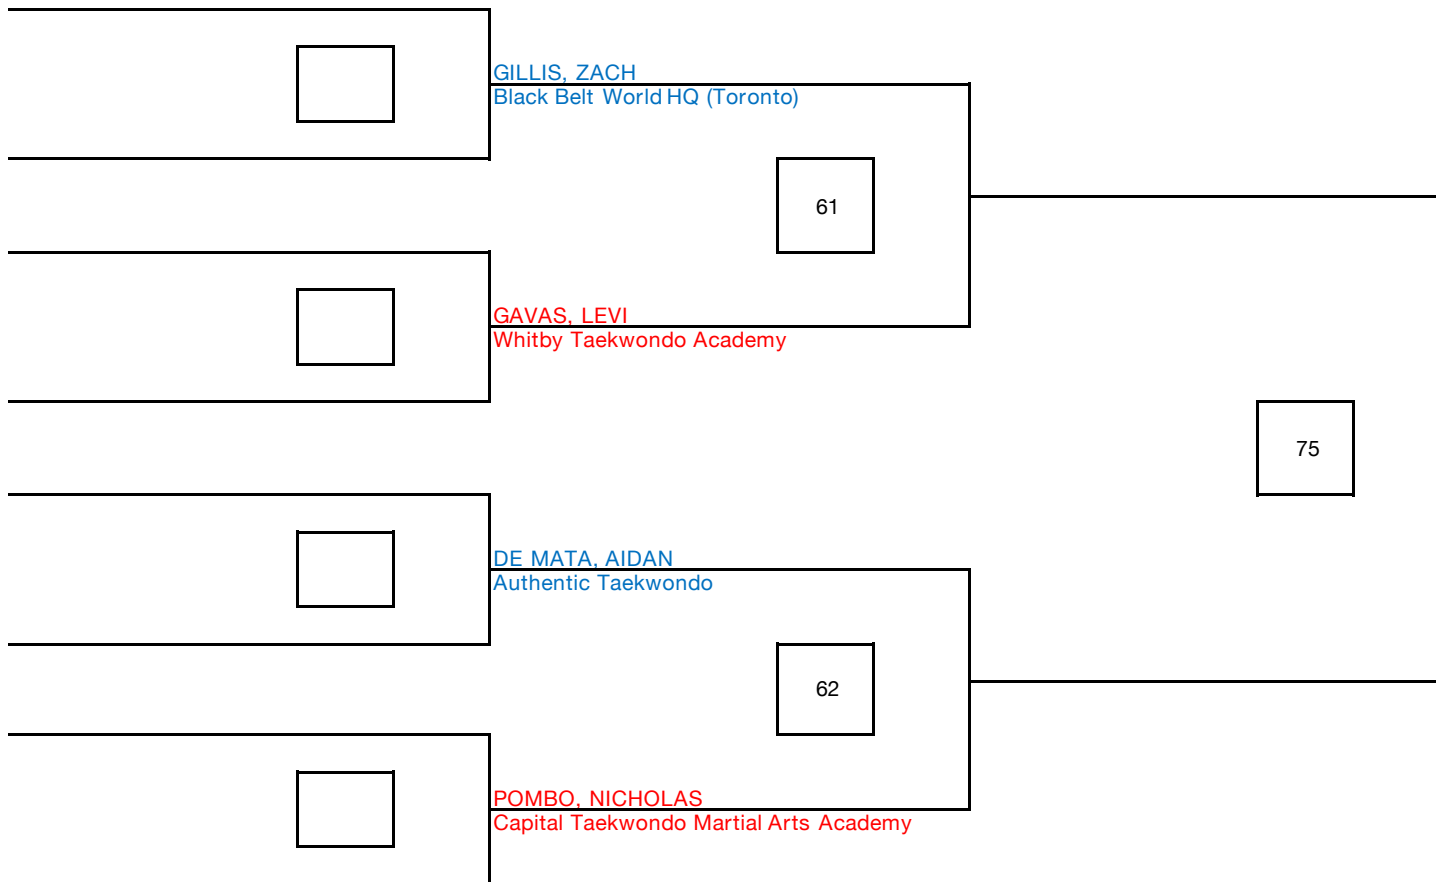 GILLIS, ZACH
Black Belt World HQ (Toronto)
61
GAVAS, LEVI
Whitby Taekwondo Academy
75
DE MATA, AIDAN
Authentic Taekwondo
62
POMBO, NICHOLAS
Capital Taekwondo Martial Arts Academy